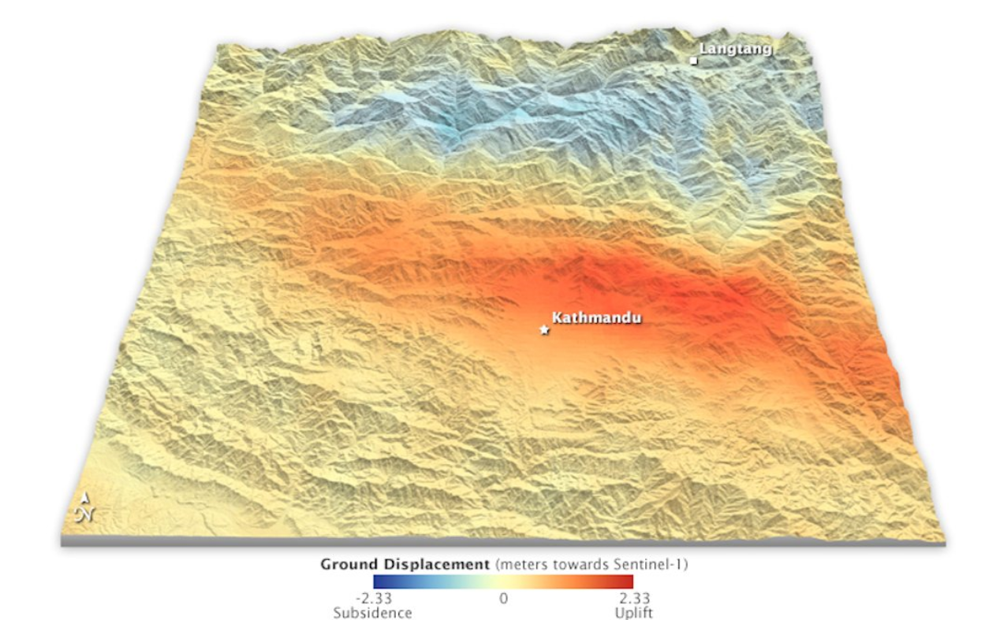 Langtang
Kathmandu
N
Ground Displacement (meters towards Sentinel-1)
-2.33 0 2.33
Subsidence Uplift